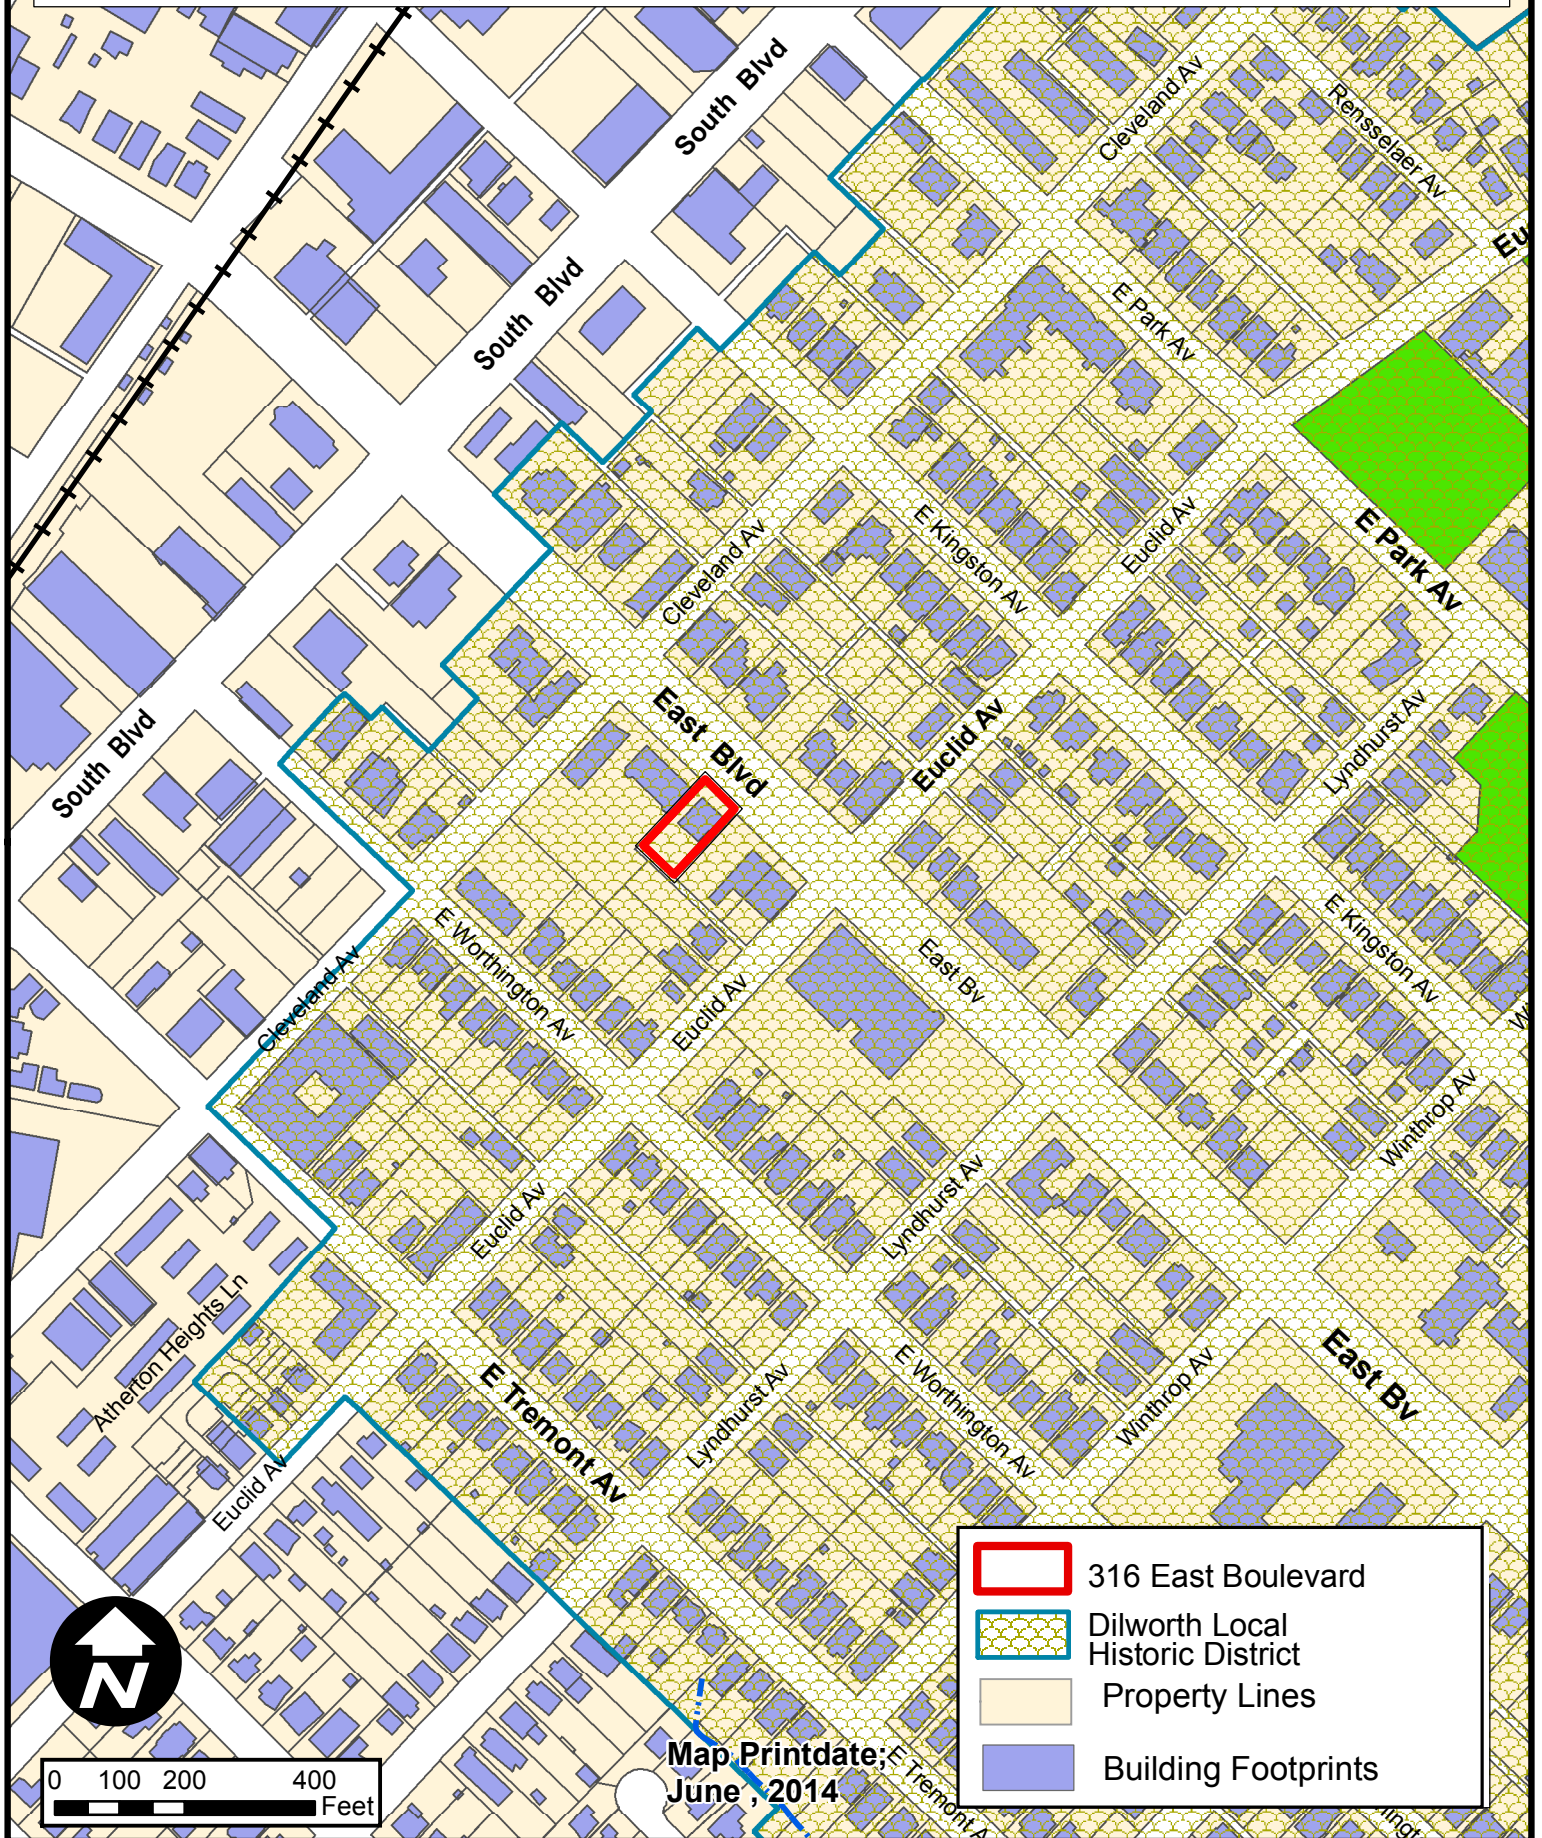 South Blvd
Cleveland Av
Rensselaer Av
South Blvd
E Park Av
E Park Av
Cleveland Av
E Kingston Av
Euclid Av
South Blvd
East Blvd
Euclid Av
Lyndhurst Av
E Worthington Av
Cleveland Av
Euclid Av
East Bv
E Kingston Av
Winthrop Av
Euclid Av
Lyndhurst Av
Atherton Heights Ln
E Tremont Av
Lyndhurst Av
E Worthington Av
Winthrop Av
East Bv
Euclid Av
316 East Boulevard
Dilworth Local
Historic District
Property Lines
Building Footprints
N
0 100 200 400
Feet
Map Printdate;
June , 2014
E Tremont A